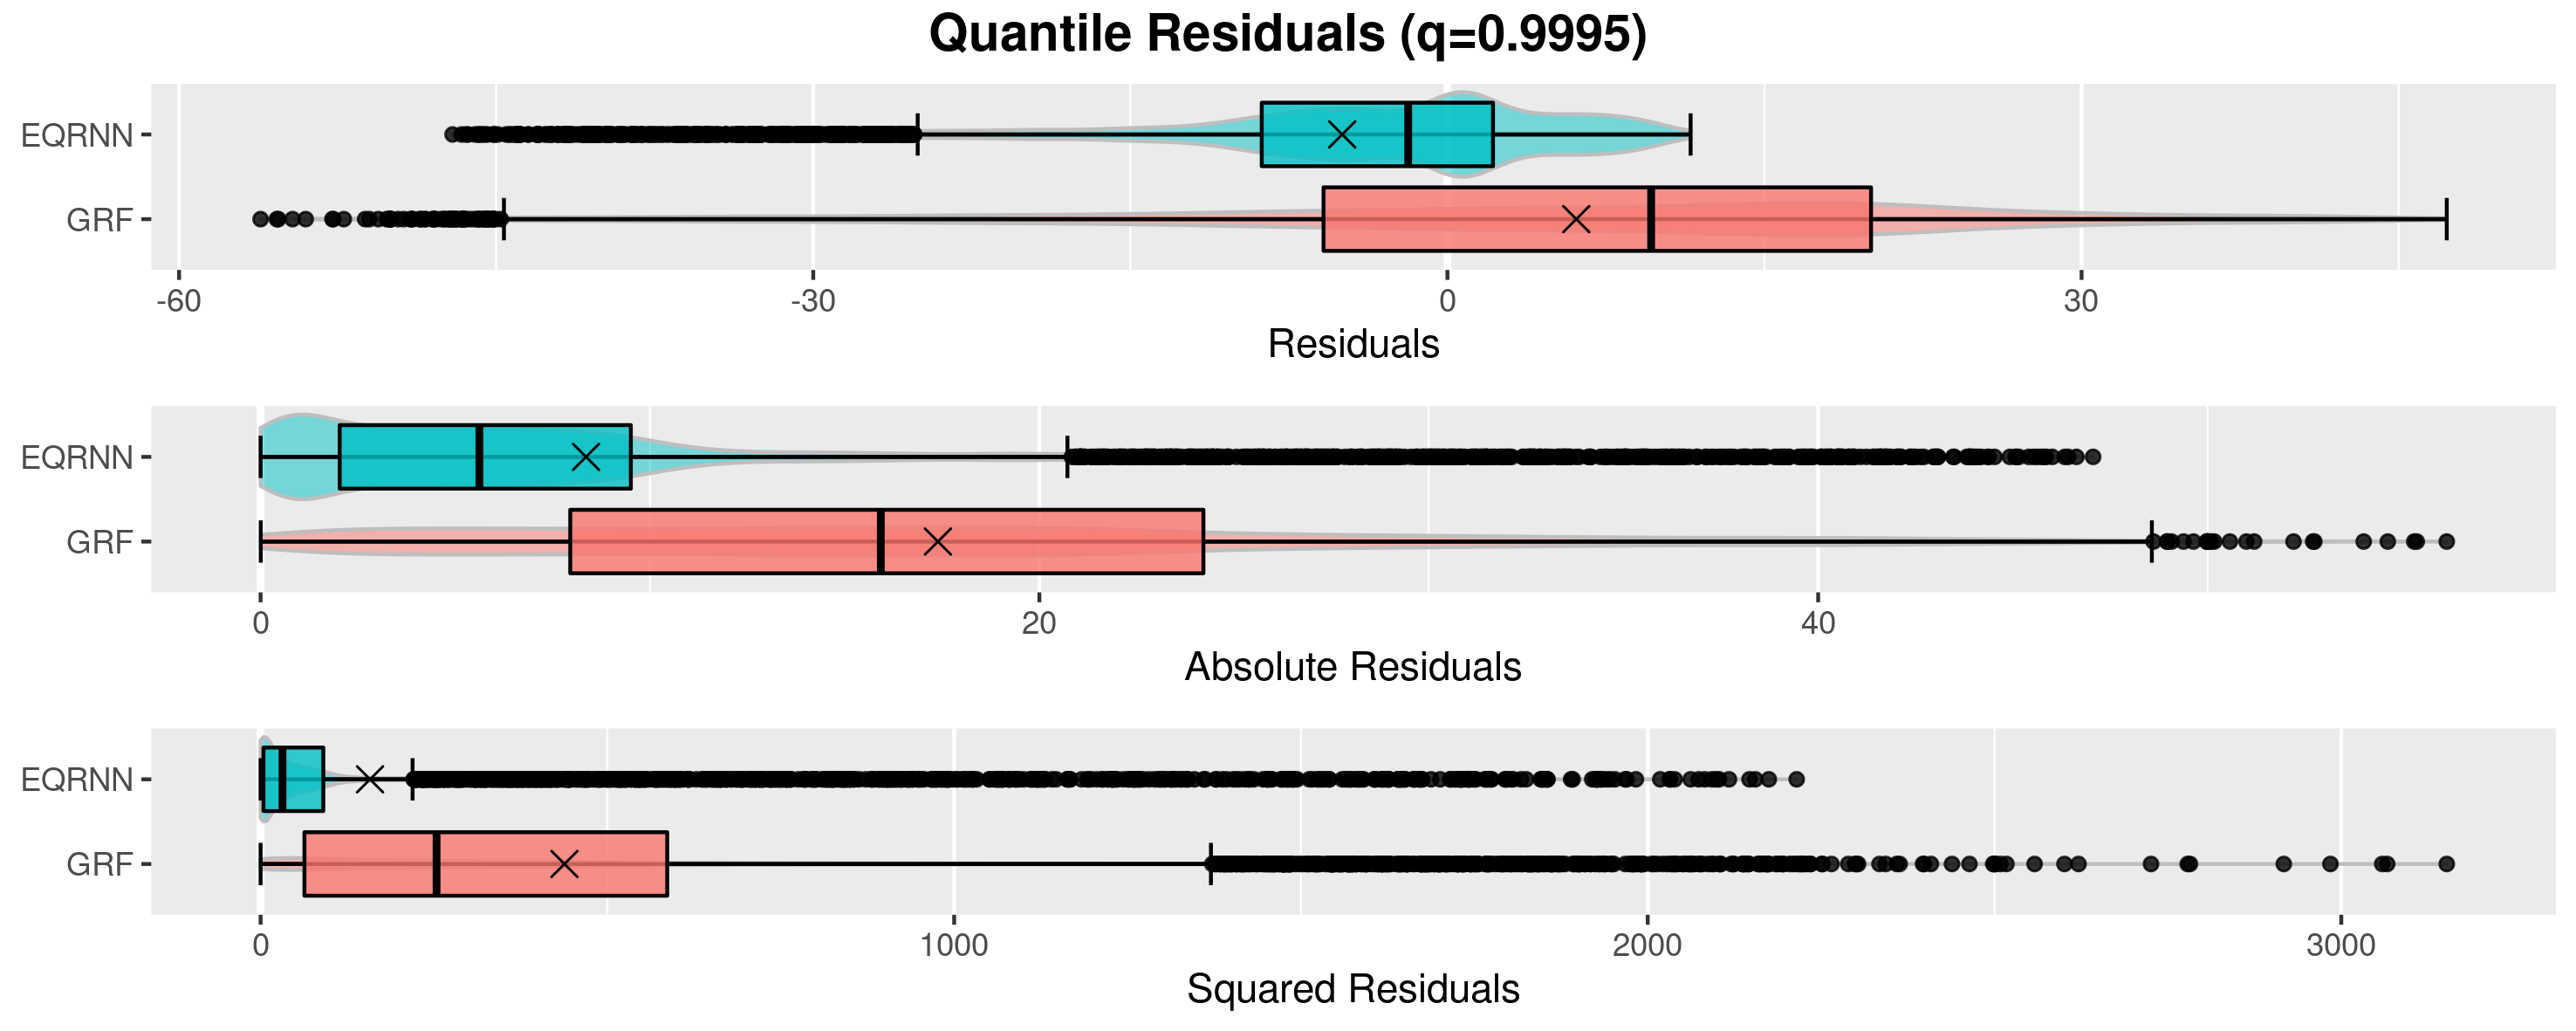 Quantile Residuals (q=0.9995)
EQRNN
GRF
-60 -30 0 30
Residuals
EQRNN
GRF
0 20 40
Absolute Residuals
EQRNN
GRF
0 1000 2000 3000
Squared Residuals